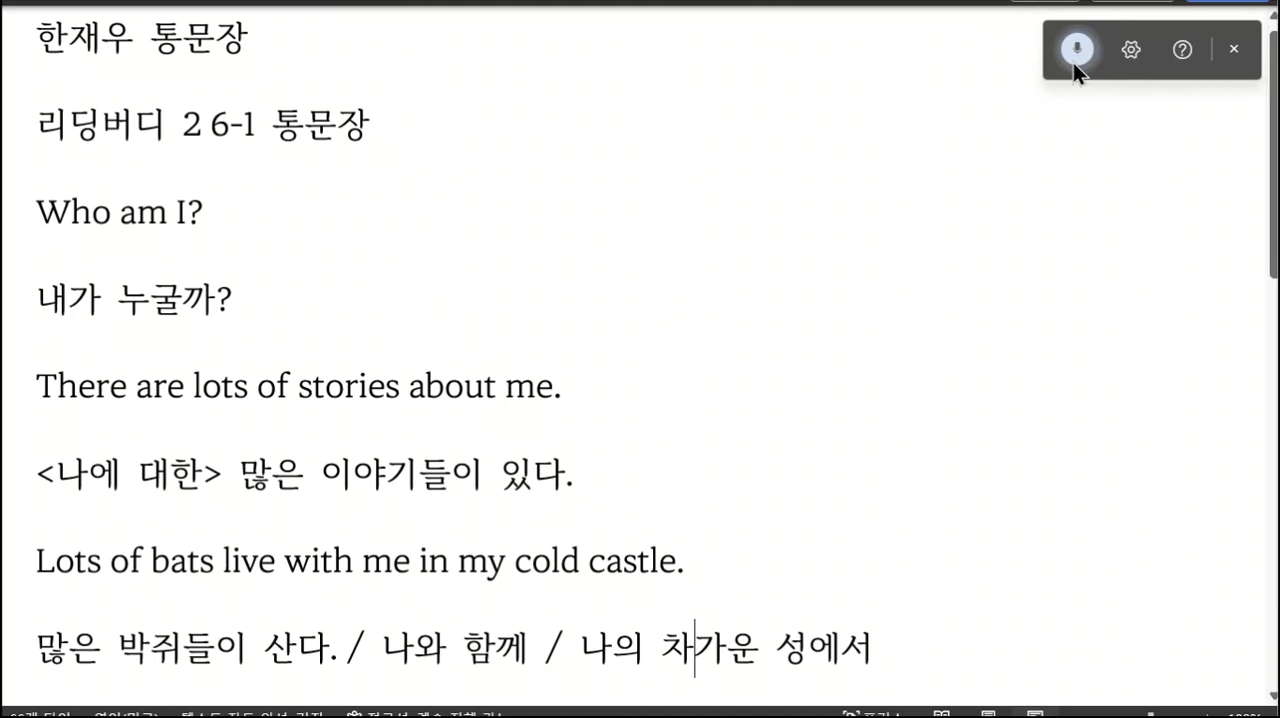 한재우 통문장
리딩버디 2 6-1 통문장
Who am I?
내가 누굴까?
There are lots of stories about me.
<나에 대한> 많은 이야기들이 있다.
Lots of bats live with me in my cold castle.
많은 박쥐들이 산다. / 나와 함께 / 나의 차가운 성에서